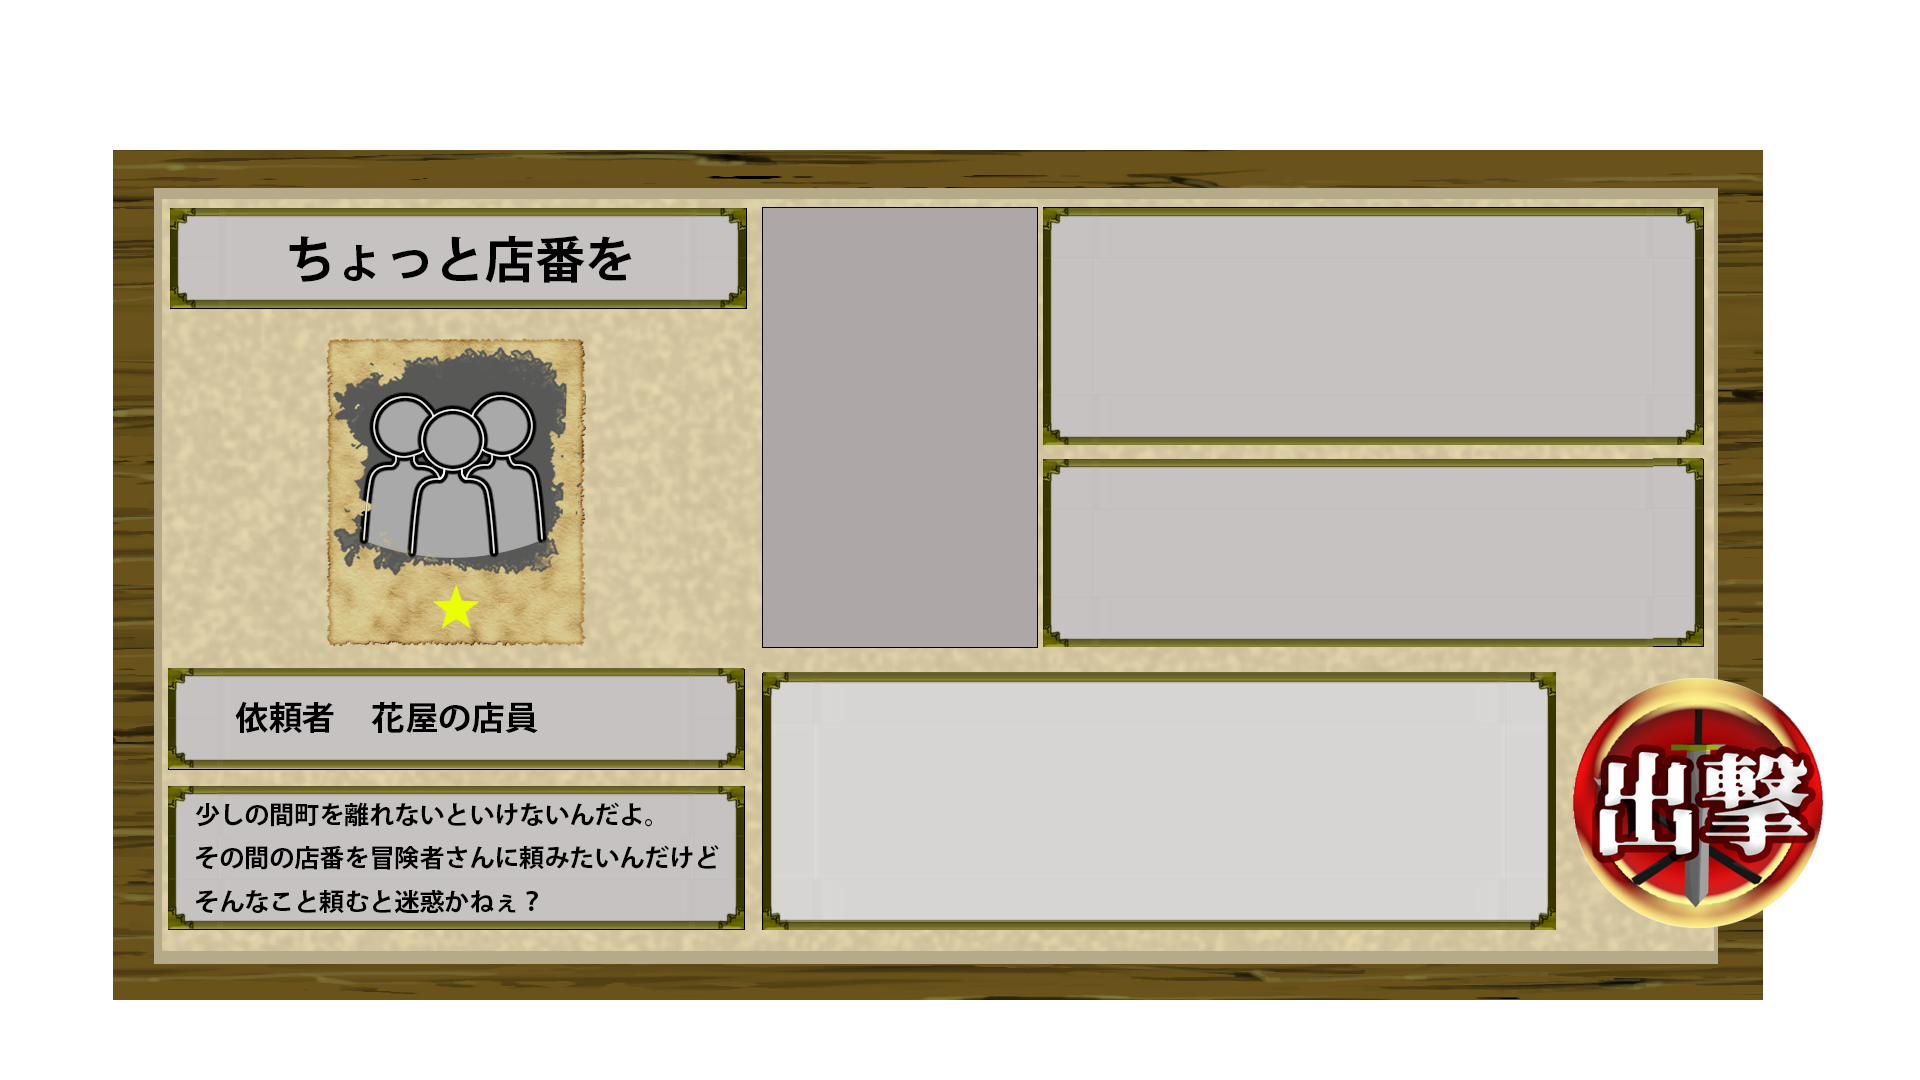 ちょっと店番を
依頼者　花屋の店員
少しの間町を離れないといけないんだよ。
その間の店番を冒険者さんに頼みたいんだけど
そんなこと頼むと迷惑かねぇ？
出撃